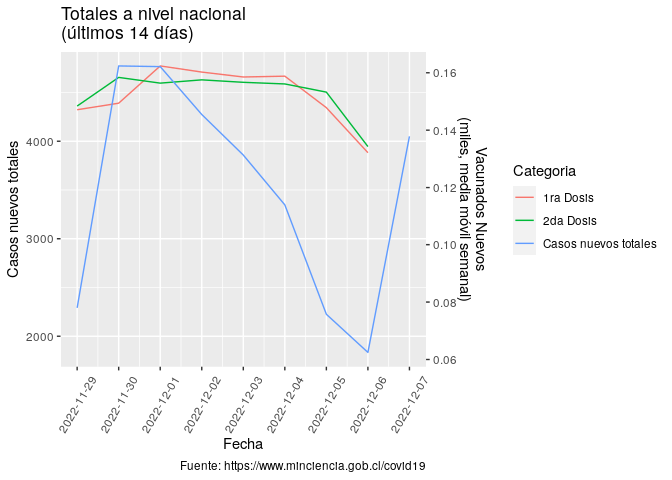 Totales a nivel nacional
(últimos 14 días)
Casos nuevos totales
4000
3000
2000
0.16
0.14
0.12
0.10
0.08
0.06
Vacunados Nuevos
(miles, media móvil semanal)
2022-11-29
2022-11-30
2022-12-01
2022-12-02
2022-12-03
2022-12-04
2022-12-05
2022-12-06
2022-12-07
Fecha
Categoria
1ra Dosis
2da Dosis
Casos nuevos totales
Fuente: https://www.minciencia.gob.cl/covid19